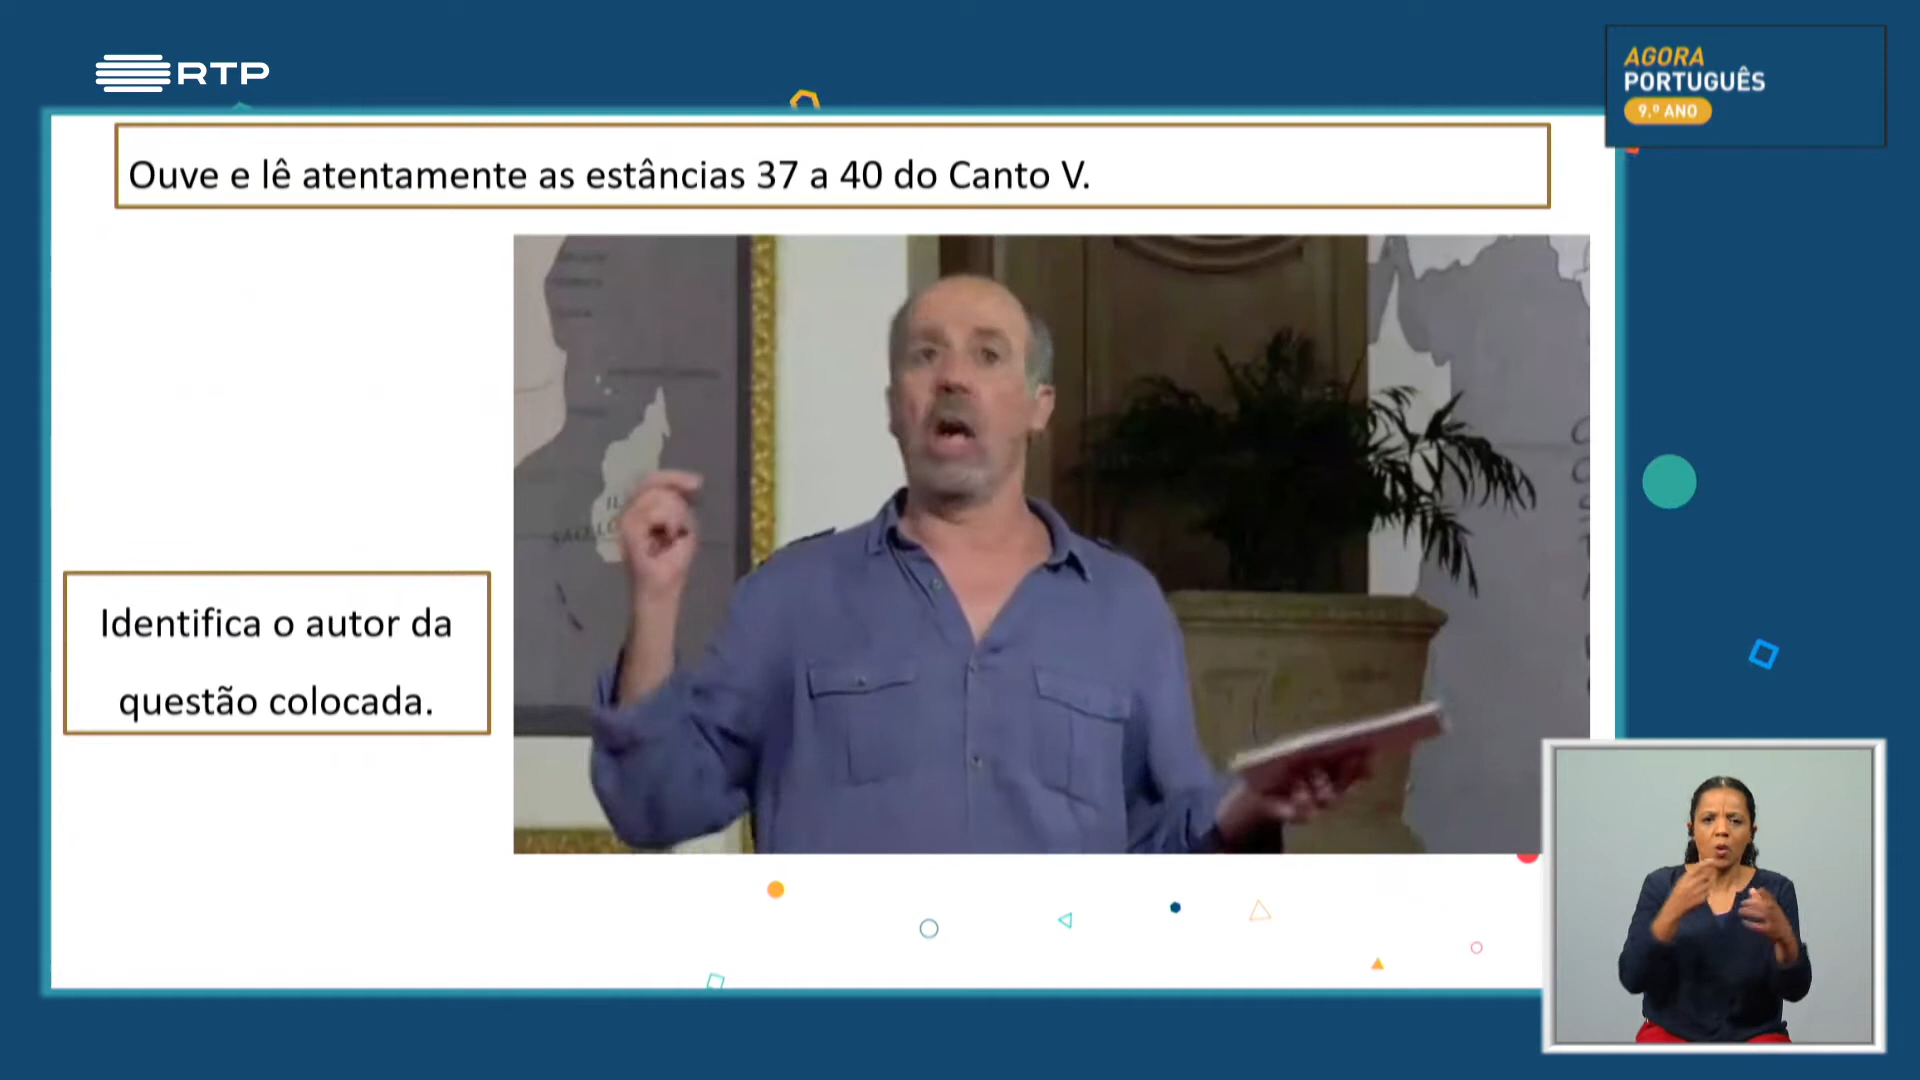 RTP
AGORA
PORTUGUÊS
9.º ANO
Ouve e lê atentamente as estâncias 37 a 40 do Canto V.
Identifica o autor da
questão colocada.